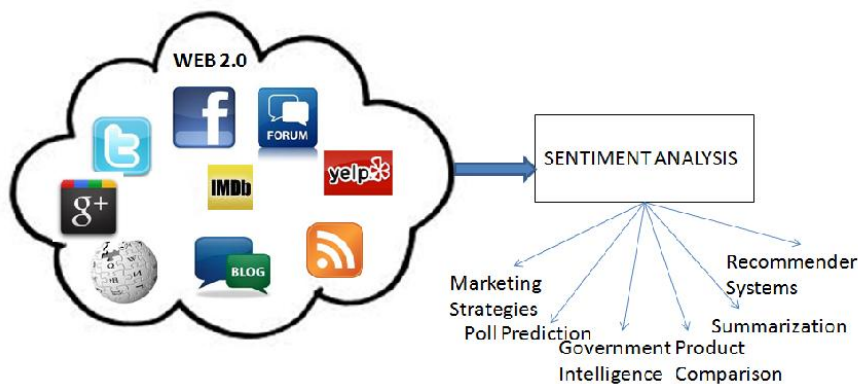 WEB 2.0
f
FORUM
t
IMDb
yelp
g+
BLOG
SENTIMENT ANALYSIS
Recommender
Systems
Marketing
Strategies
Summarization
Poll Prediction
Government Product
Intelligence Comparison